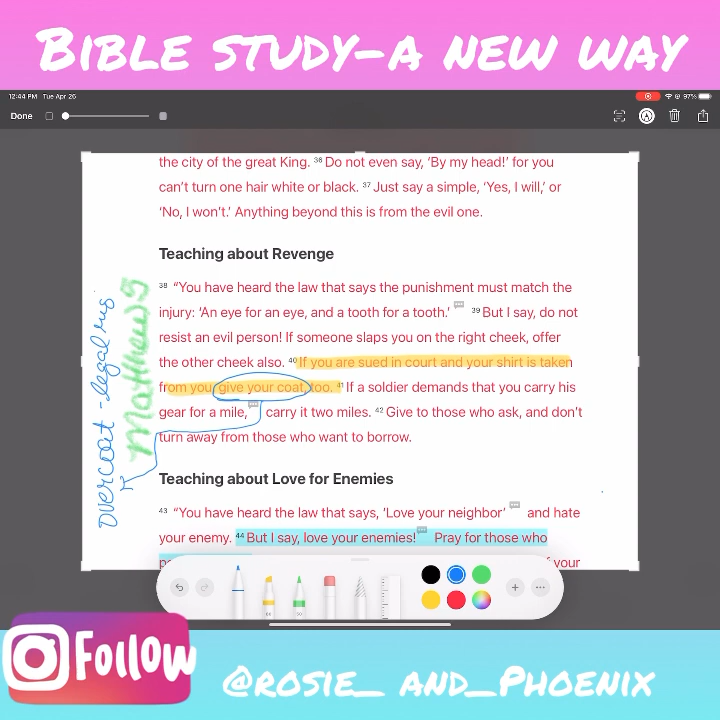 BIBLE STUDY-A NEW WAY
12:44 PM Tue Apr 26
97%
Done
the city of the great King. 36 Do not even say, ‘By my head!’ for you
can’t turn one hair white or black. 37 Just say a simple, ‘Yes, I will,’ or
‘No, I won’t.’ Anything beyond this is from the evil one.
Teaching about Revenge
38 “You have heard the law that says the punishment must match the
injury: ‘An eye for an eye, and a tooth for a tooth.’ 39 But I say, do not
resist an evil person! If someone slaps you on the right cheek, offer
the other cheek also. 40 If you are sued in court and your shirt is taken
from you, give your coat, too. 41 If a soldier demands that you carry his
gear for a mile, carry it two miles. 42 Give to those who ask, and don’t
turn away from those who want to borrow.
Teaching about Love for Enemies
43 “You have heard the law that says, ‘Love your neighbor’ and hate
your enemy. 44 But I say, love your enemies! Pray for those who
f your
overcoat - legal
Matthew 5
Follow
@ROSIE_ AND_PHOENIX